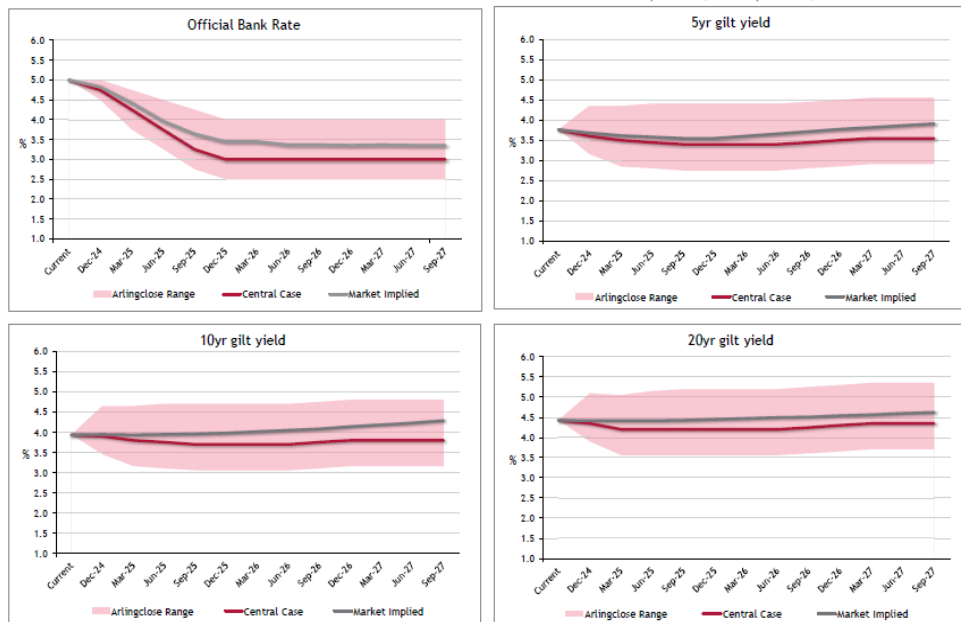 Official Bank Rate
6.0
5.5
5.0
4.5
4.0
3.5
3.0
2.5
2.0
1.5
1.0
%
Current
Dec-24
Mar-25
Jun-25
Sep-25
Dec-25
Mar-26
Jun-26
Sep-26
Dec-26
Mar-27
Jun-27
Sep-27
Arlingclose Range
Central Case
Market Implied
5yr gilt yield
6.0
5.5
5.0
4.5
4.0
3.5
3.0
2.5
2.0
1.5
1.0
%
Current
Dec-24
Mar-25
Jun-25
Sep-25
Dec-25
Mar-26
Jun-26
Sep-26
Dec-26
Mar-27
Jun-27
Sep-27
Arlingclose Range
Central Case
Market Implied
10yr gilt yield
6.0
5.5
5.0
4.5
4.0
3.5
3.0
2.5
2.0
1.5
1.0
%
Current
Dec-24
Mar-25
Jun-25
Sep-25
Dec-25
Mar-26
Jun-26
Sep-26
Dec-26
Mar-27
Jun-27
Sep-27
Arlingclose Range
Central Case
Market Implied
20yr gilt yield
6.0
5.5
5.0
4.5
4.0
3.5
3.0
2.5
2.0
1.5
1.0
%
Current
Dec-24
Mar-25
Jun-25
Sep-25
Dec-25
Mar-26
Jun-26
Sep-26
Dec-26
Mar-27
Jun-27
Sep-27
Arlingclose Range
Central Case
Market Implied